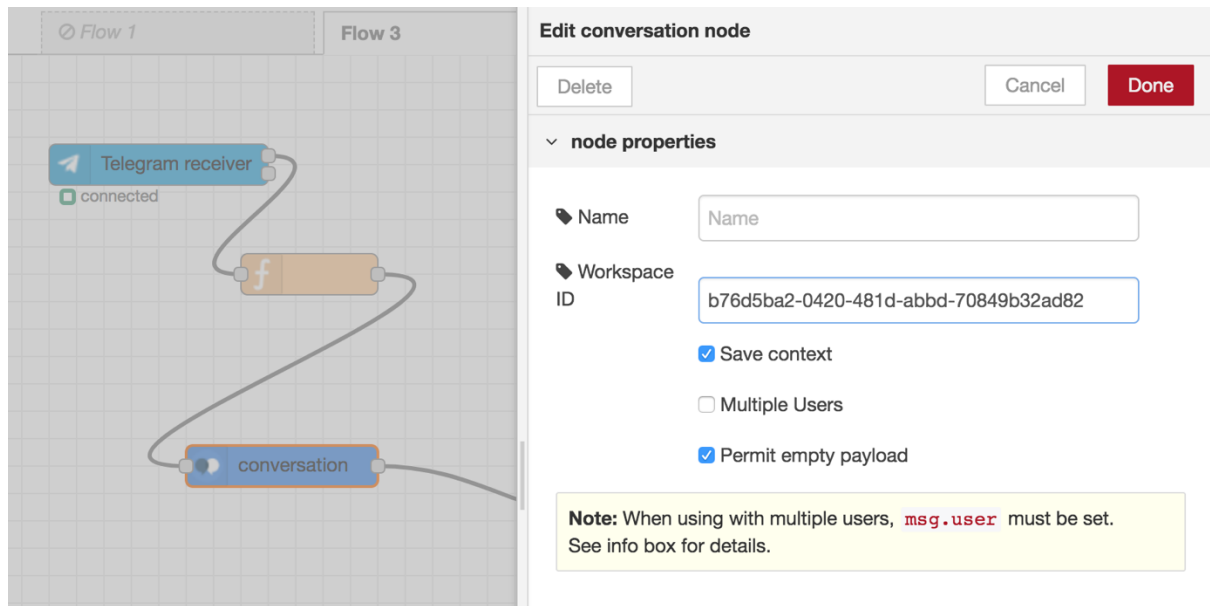 Flow 1
Flow 3
Telegram receiver
connected
conversation
Edit conversation node
Delete
Cancel
Done
node properties
Name
Name
Workspace
ID
b76d5ba2-0420-481d-abbd-70849b32ad82
Save context
Multiple Users
Permit empty payload
Note: When using with multiple users, msg.user must be set.
See info box for details.